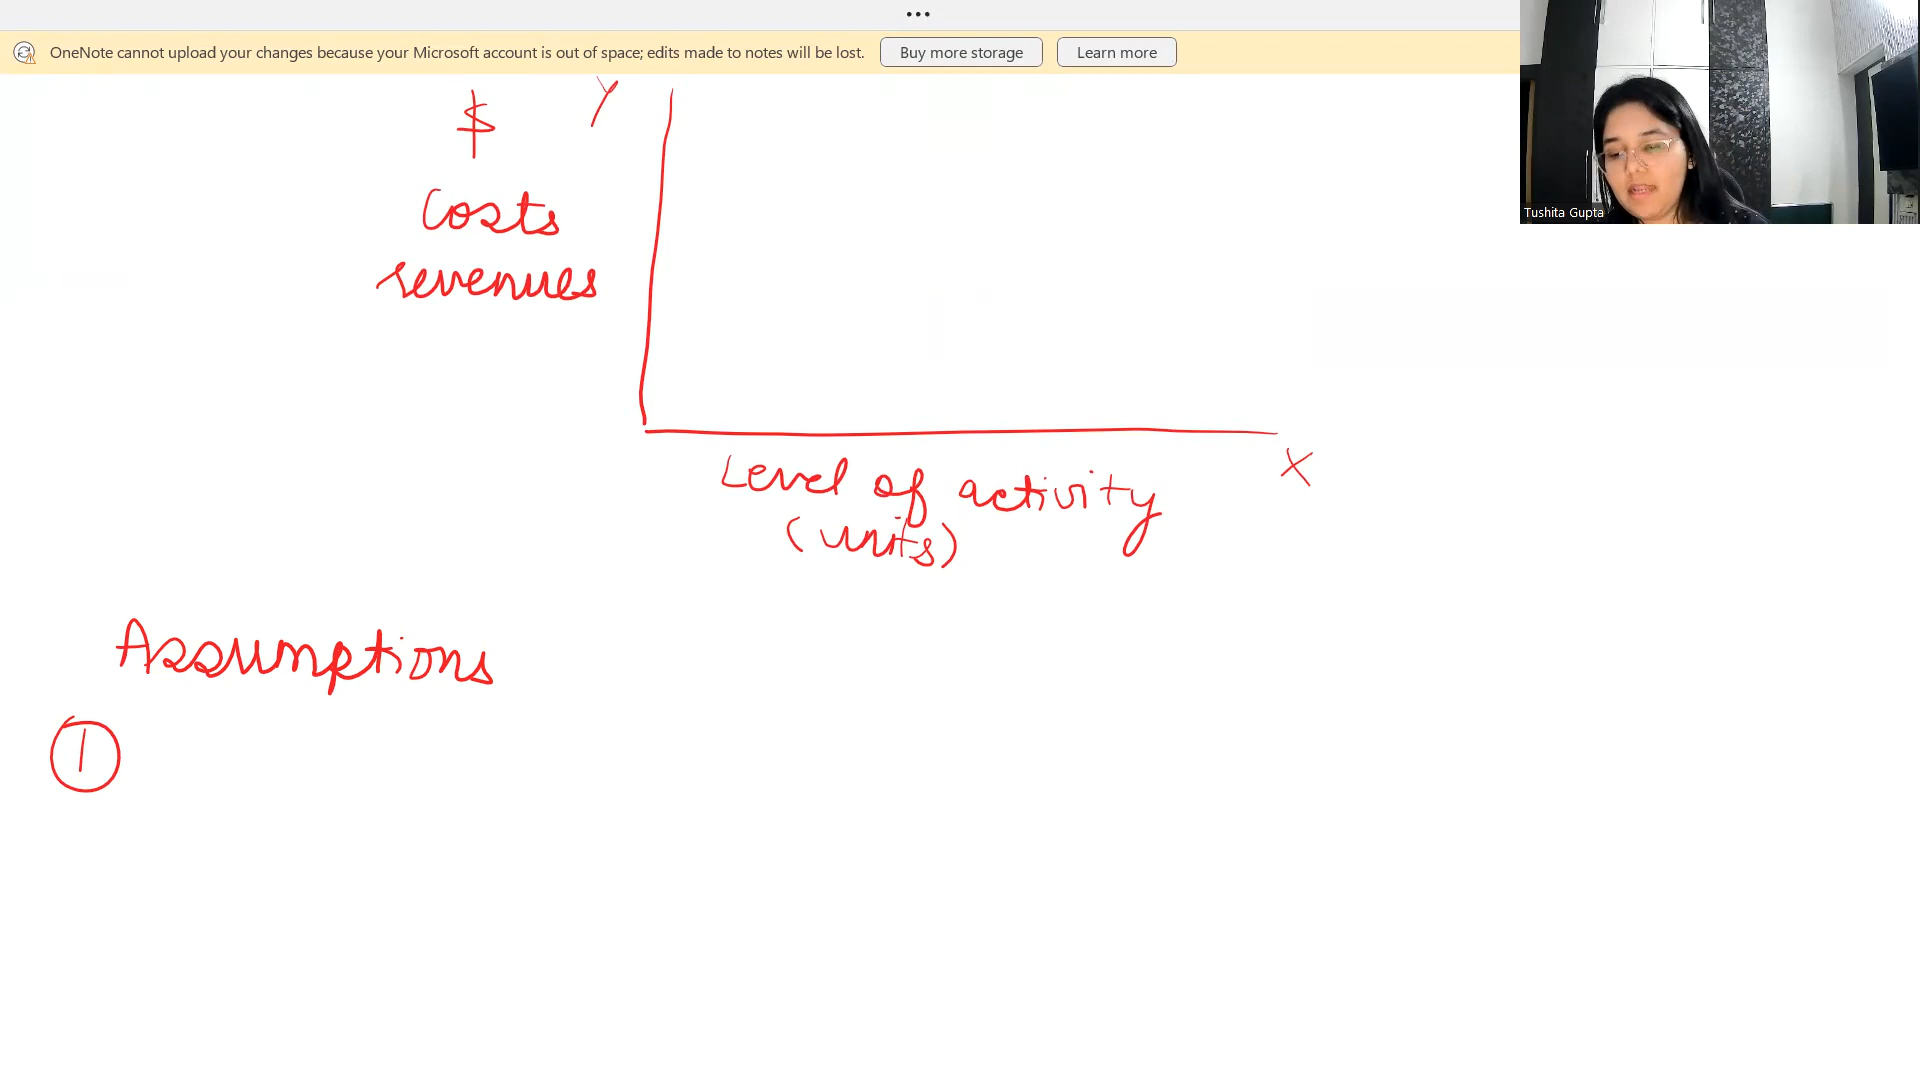 •••
OneNote cannot upload your changes because your Microsoft account is out of space; edits made to notes will be lost. Buy more storage Learn more
Tushita Gupta
$ Y
Costs
revenues
X
Level of activity
(units)
Assumptions
1